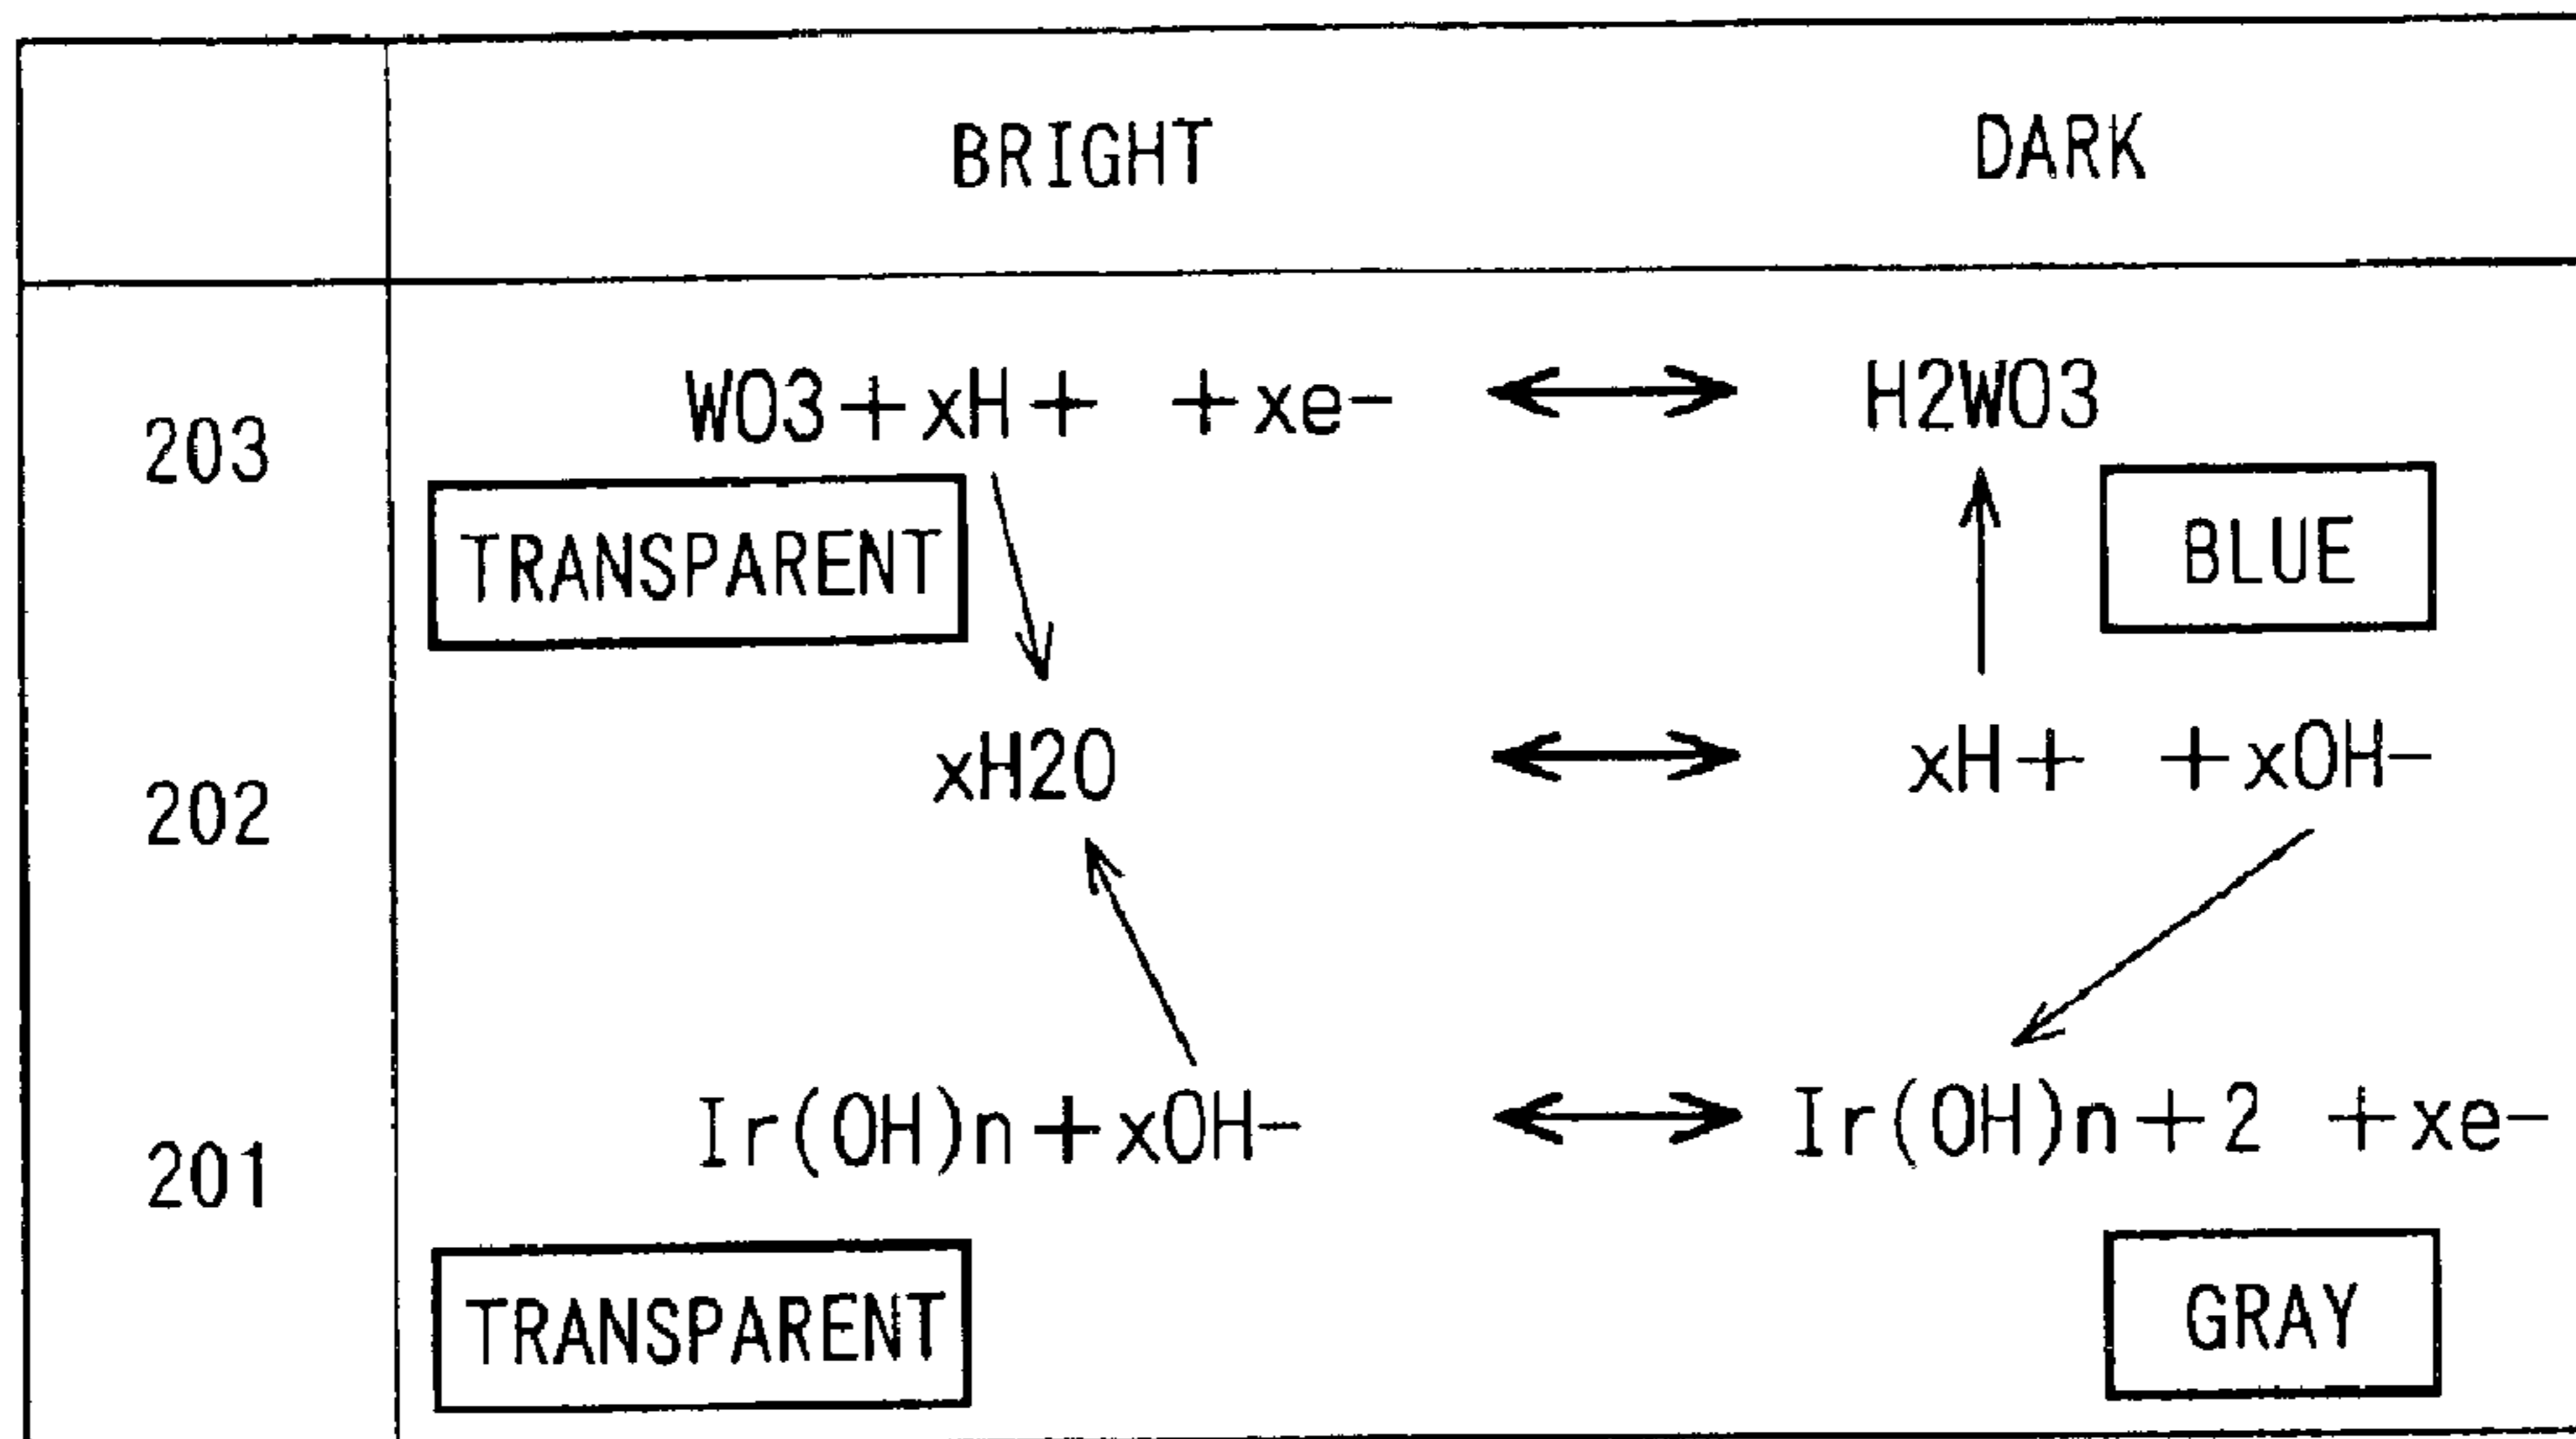 BRIGHT DARK
203 WO3+xH+ +xe- ↔ H2WO3
TRANSPARENT BLUE
202 xH2O ↔ xH+ +xOH-
201 Ir(OH)n+xOH- ↔ Ir(OH)n+2 +xe-
TRANSPARENT GRAY